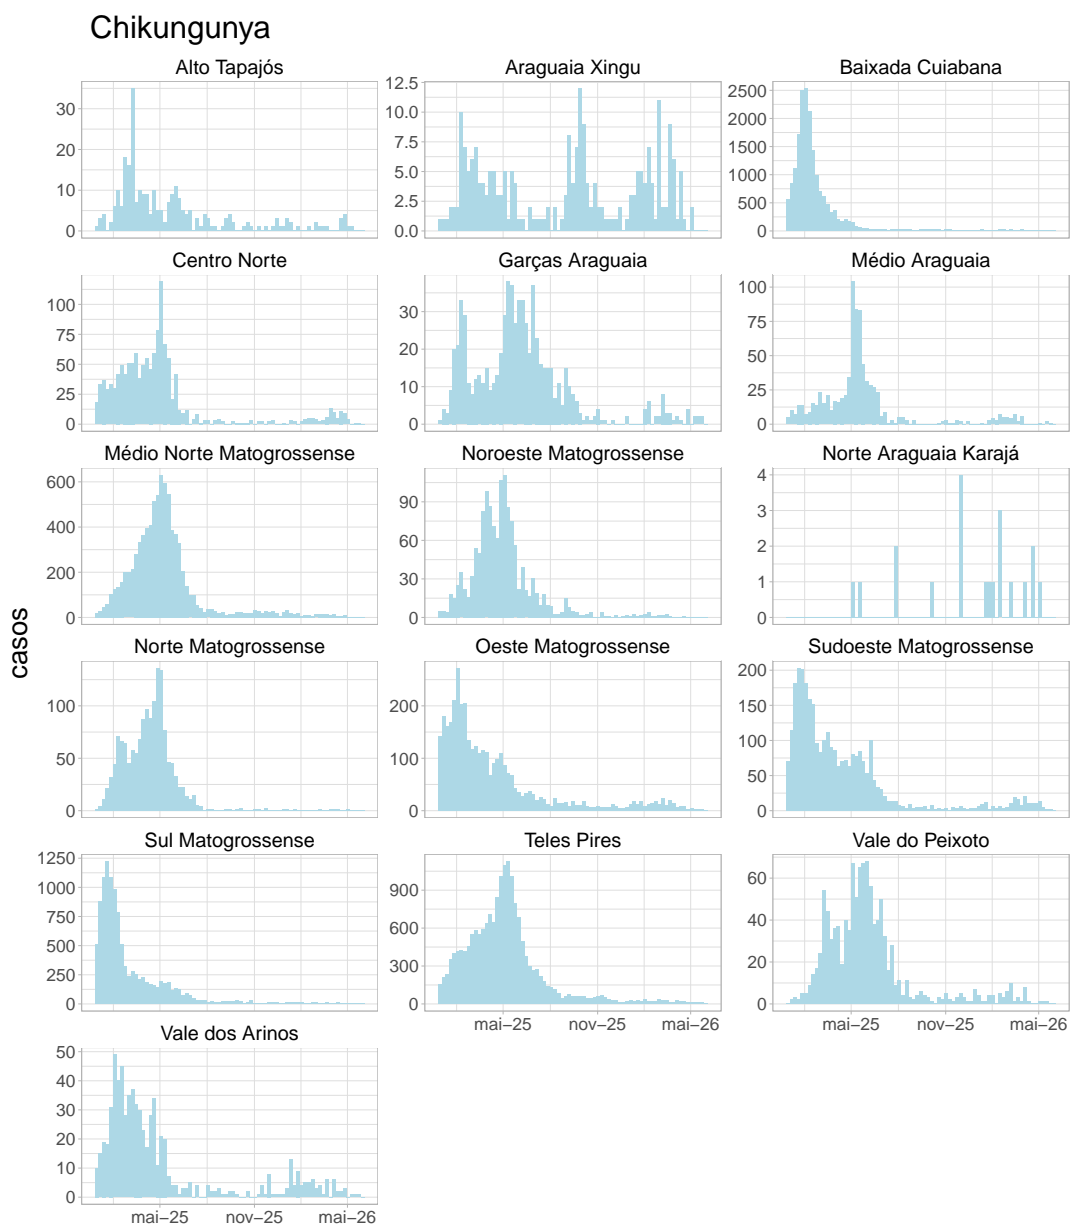 Chikungunya
Alto Tapajós
Araguaia Xingu
Baixada Cuiabana
30
20
10
0
12.5
10.0
7.5
5.0
2.5
0.0
2500
2000
1500
1000
500
0
Centro Norte
Garças Araguaia
Médio Araguaia
100
75
50
25
0
30
20
10
0
100
75
50
25
0
Médio Norte Matogrossense
Noroeste Matogrossense
Norte Araguaia Karajá
600
400
200
0
90
60
30
0
4
3
2
1
0
casos
Norte Matogrossense
Oeste Matogrossense
Sudoeste Matogrossense
100
50
0
200
100
0
200
150
100
50
0
Sul Matogrossense
Teles Pires
Vale do Peixoto
1250
1000
750
500
250
0
900
600
300
0
60
40
20
0
mai−25
nov−25
mai−26
mai−25
nov−25
mai−26
Vale dos Arinos
50
40
30
20
10
0
mai−25
nov−25
mai−26